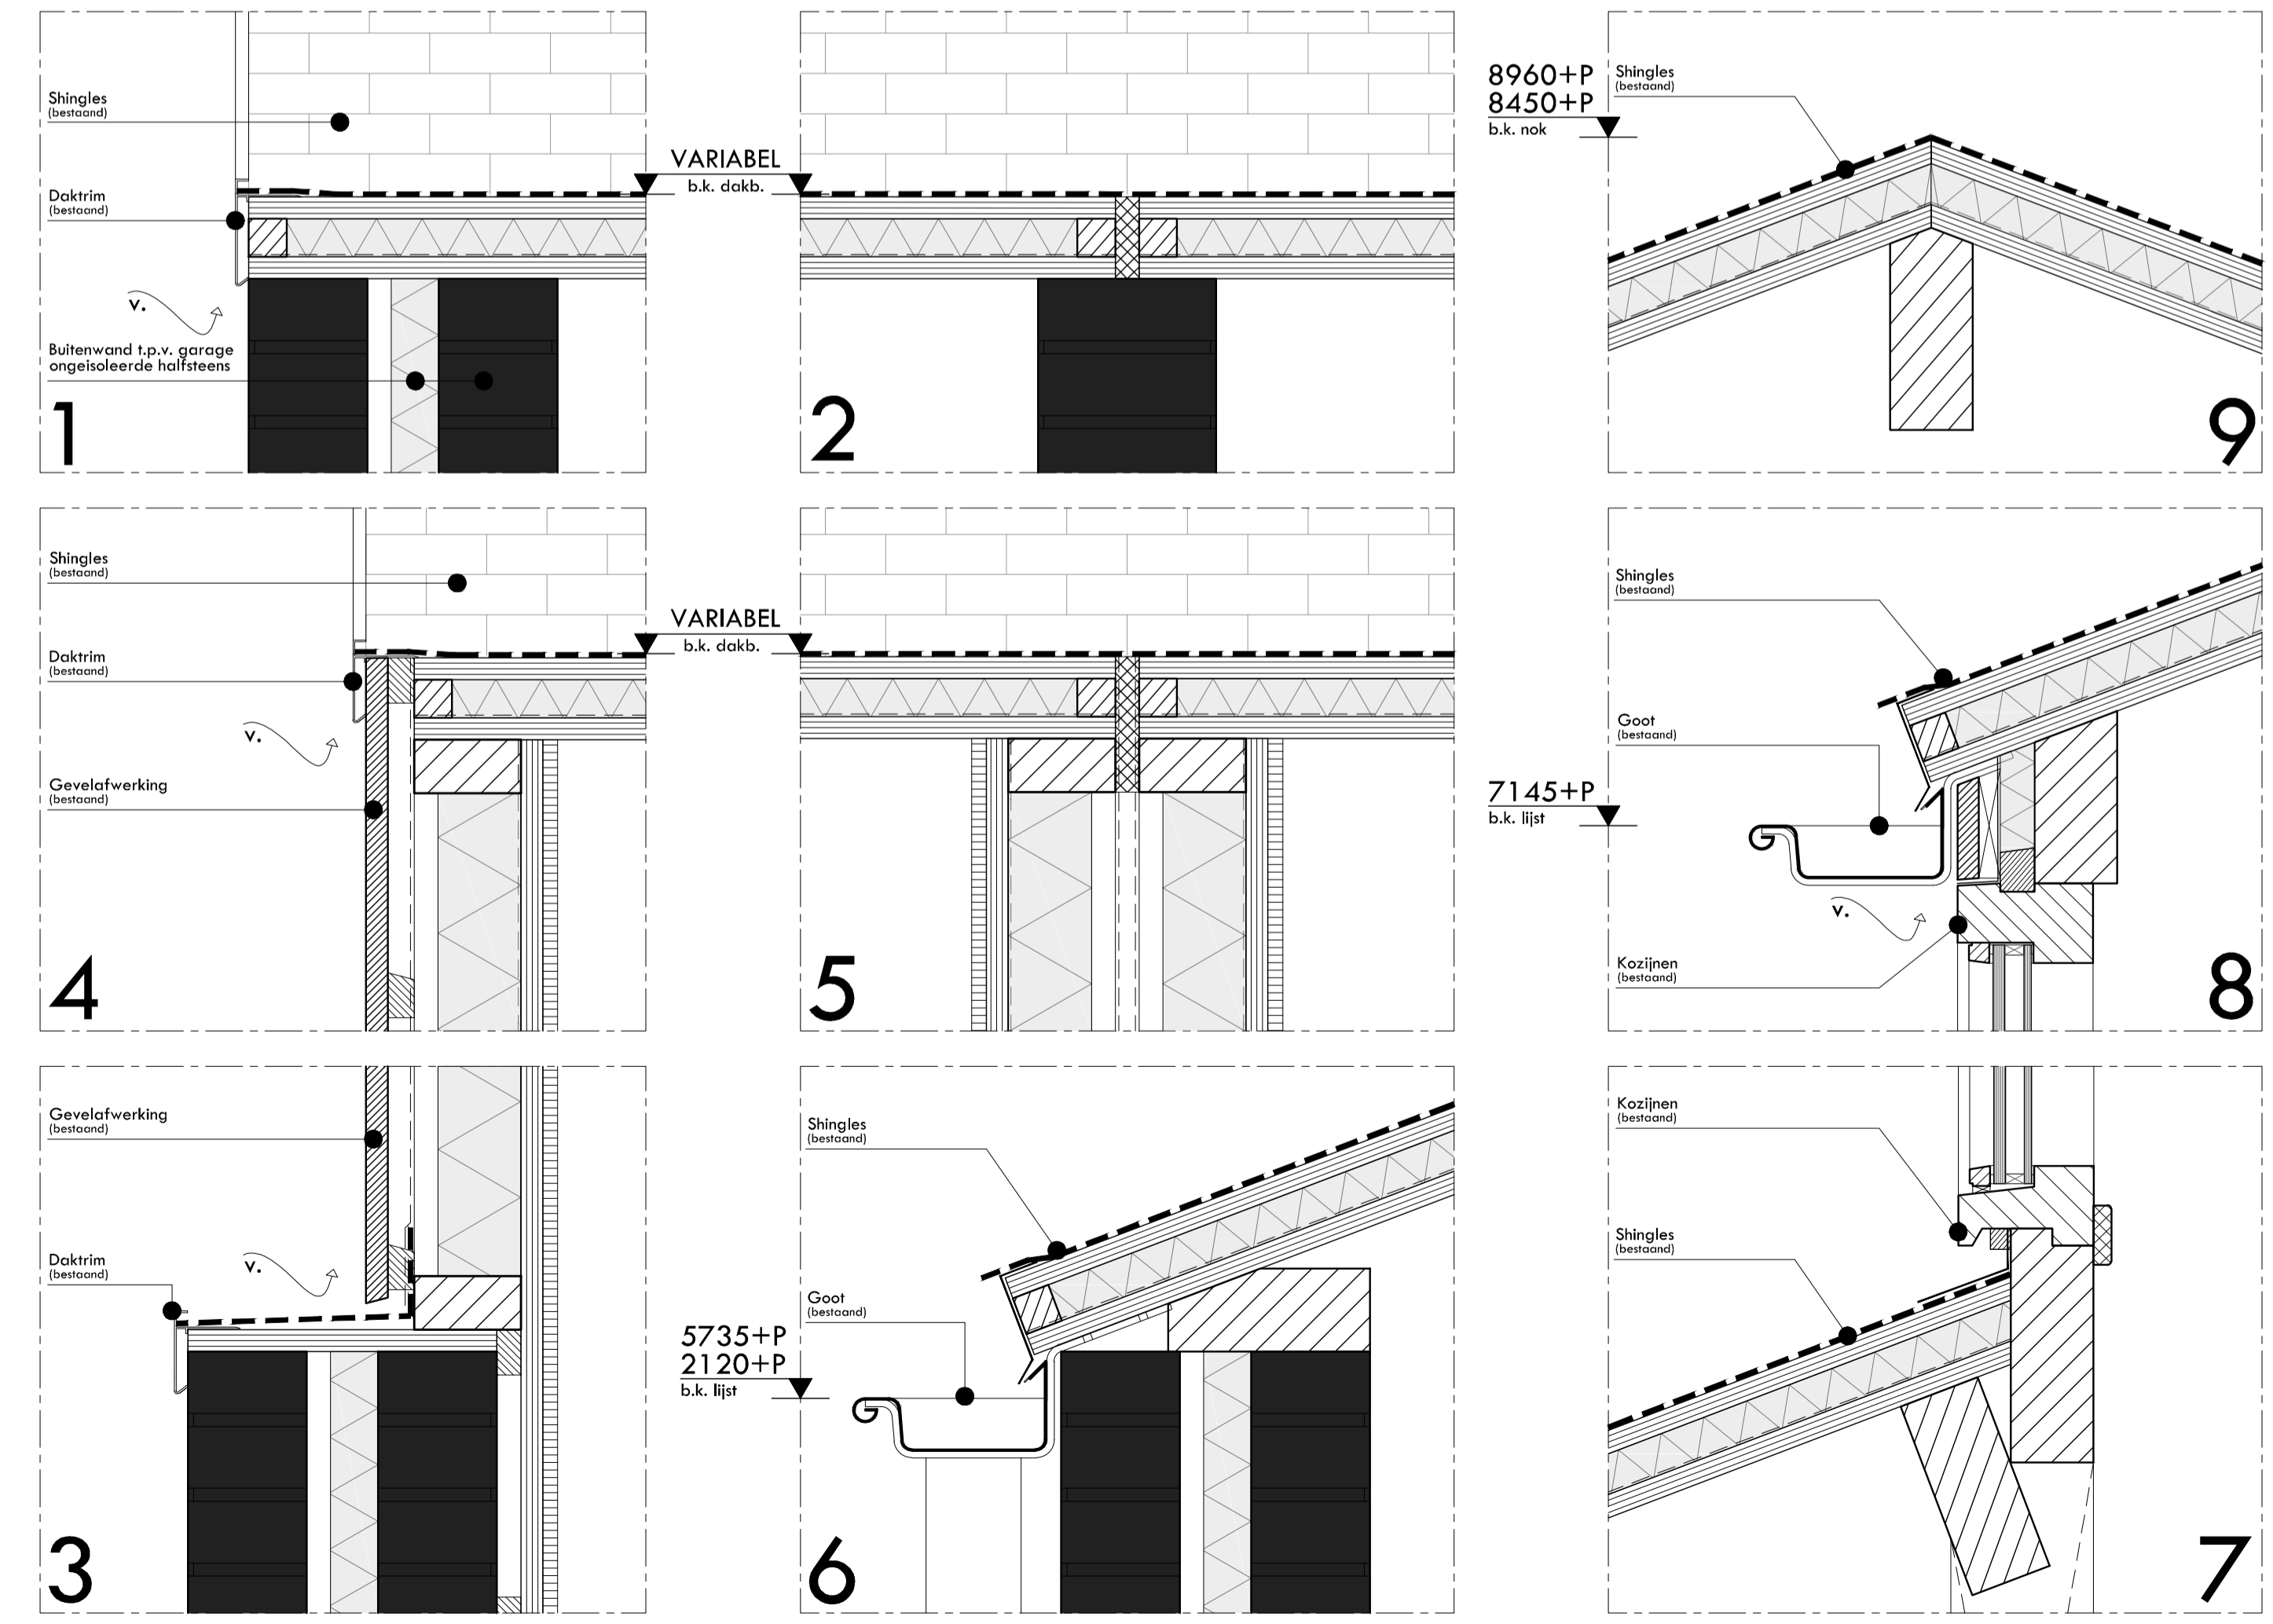 Shingles
(bestaand)
Daktrim
(bestaand)
v.
Buitenwand t.p.v. garage
ongeisoleerde halfsteens
1
VARIABEL
b.k. dakb.
2
8960+P
8450+P
b.k. nok
Shingles
(bestaand)
9
Shingles
(bestaand)
Daktrim
(bestaand)
v.
Gevelafwerking
(bestaand)
4
VARIABEL
b.k. dakb.
5
Shingles
(bestaand)
Goot
(bestaand)
7145+P
b.k. lijst
v.
Kozijnen
(bestaand)
8
Gevelafwerking
(bestaand)
Daktrim
(bestaand)
v.
3
Shingles
(bestaand)
Goot
(bestaand)
5735+P
2120+P
b.k. lijst
6
Kozijnen
(bestaand)
Shingles
(bestaand)
7